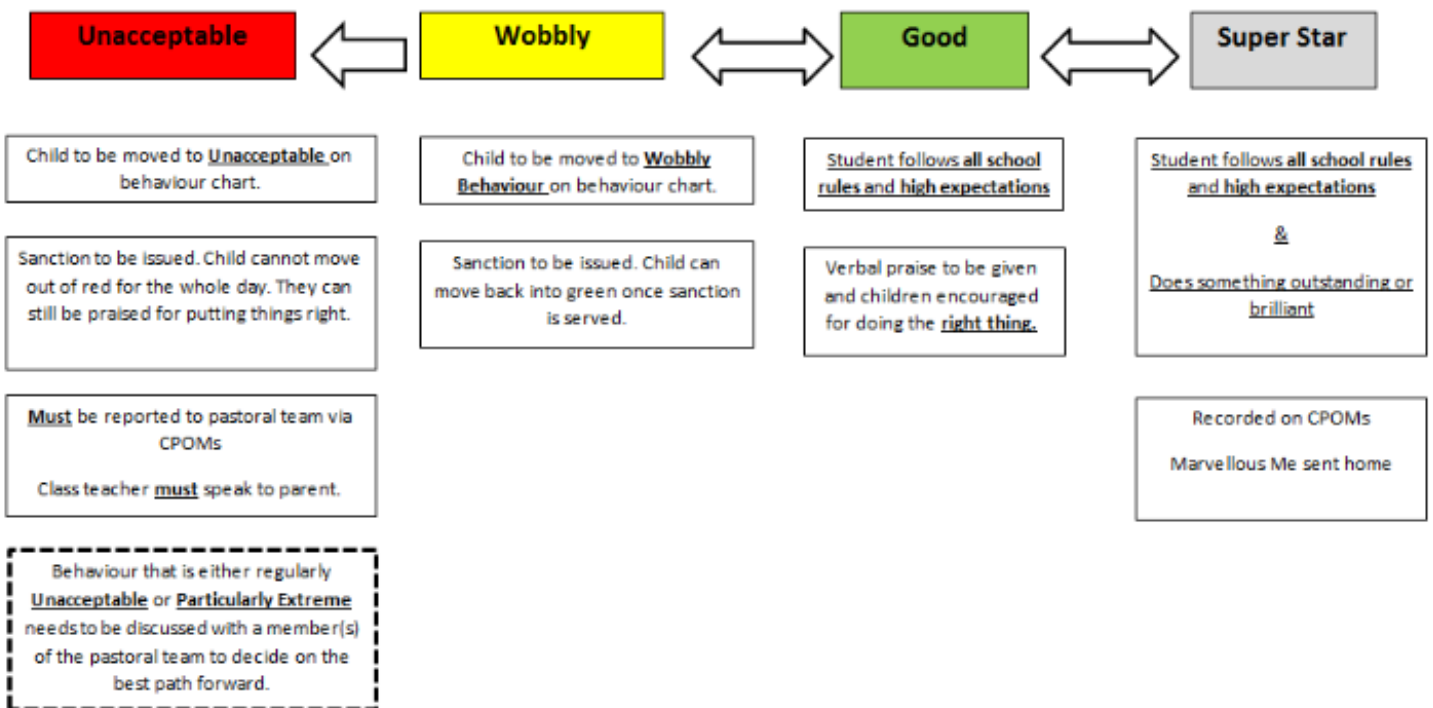 Unacceptable
Wobbly
Good
Super Star
Child to be moved to Unacceptable on
behaviour chart.
Sanction to be issued. Child cannot move
out of red for the whole day. They can
still be praised for putting things right.
Must be reported to pastoral team via
CPOMs
Class teacher must speak to parent.
Behaviour that is either regularly
Unacceptable or Particularly Extreme
needs to be discussed with a member(s)
of the pastoral team to decide on the
best path forward.
Child to be moved to Wobbly
Behaviour on behaviour chart.
Sanction to be issued. Child can
move back into green once sanction
is served.
Student follows all school
rules and high expectations
Verbal praise to be given
and children encouraged
for doing the right thing.
Student follows all school rules
and high expectations
&
Does something outstanding or
brilliant
Recorded on CPOMs
Marvellous Me sent home